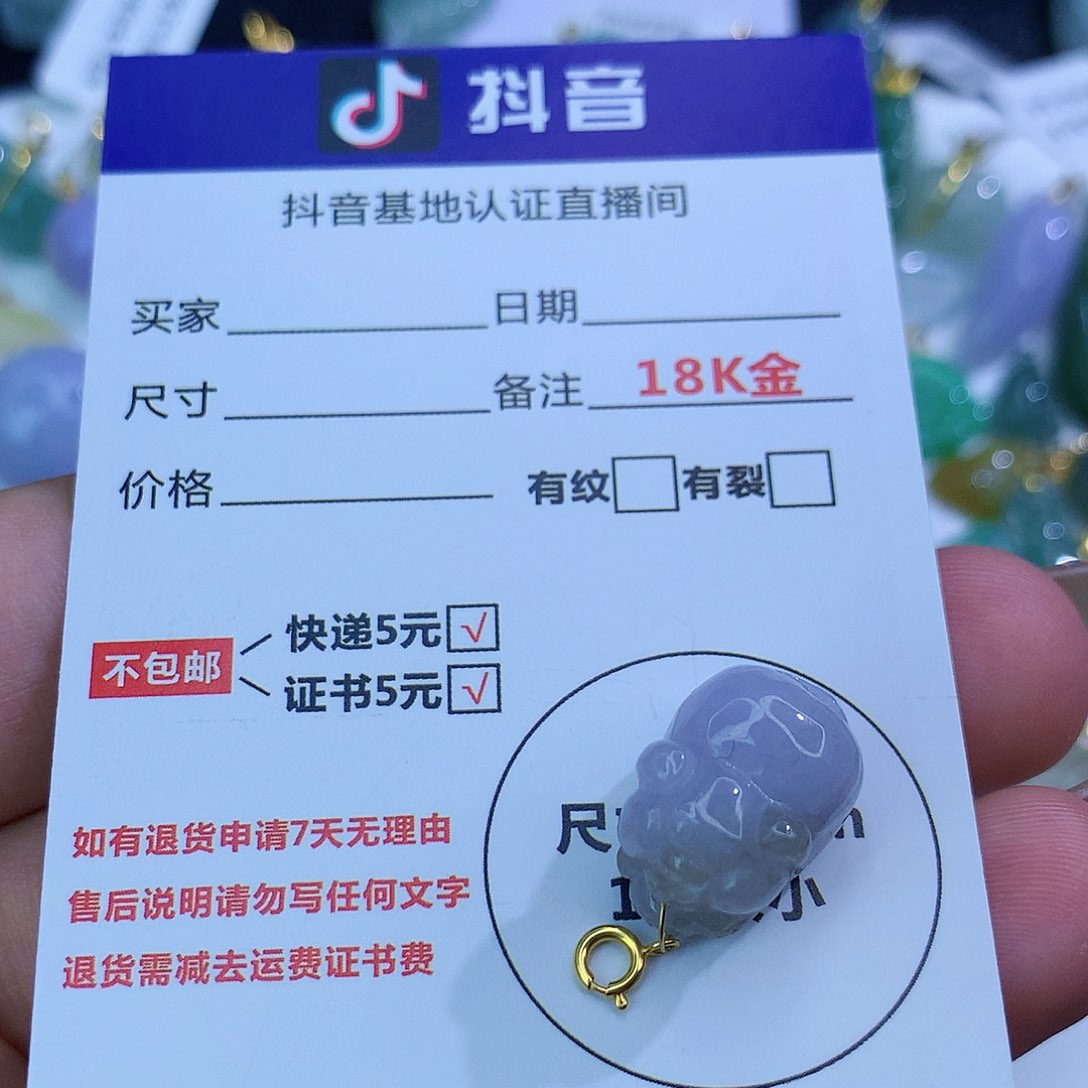 抖音
抖音基地认证直播间
买家 日期
尺寸 备注 18K金
价格 有纹 有裂
快递5元 √
不包邮
证书5元 √
如有退货申请7天无理由
售后说明请勿写任何文字
退货需减去运费证书费
尺
小